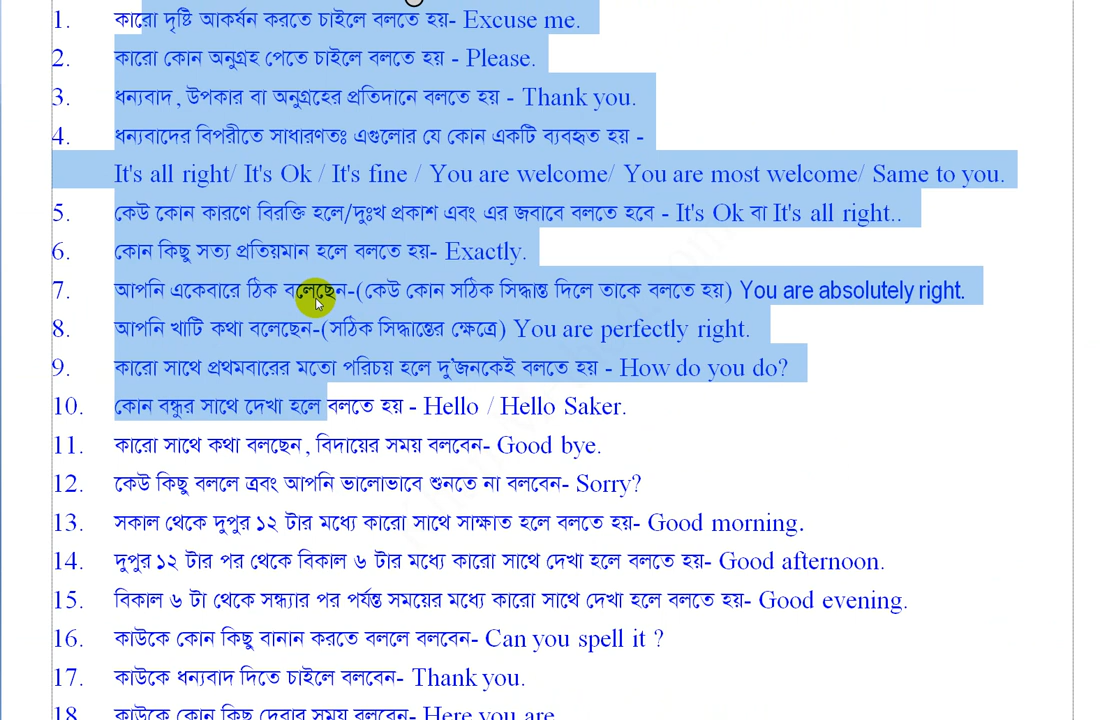 1. কারো দৃষ্টি আকর্ষন করতে চাইলে বলতে হয়- Excuse me.
2. কারো কোন অনুগ্রহ পেতে চাইলে বলতে হয় - Please.
3. ধন্যবাদ, উপকার বা অনুগ্রহের প্রতিদানে বলতে হয় - Thank you.
4. ধন্যবাদের বিপরীতে সাধারণতঃ এগুলোর যে কোন একটি ব্যবহৃত হয় -
It's all right/ It's Ok / It's fine / You are welcome/ You are most welcome/ Same to you.
5. কেউ কোন কারণে বিরক্তি হলে/দুঃখ প্রকাশ এবং এর জবাবে বলতে হবে - It's Ok বা It's all right..
6. কোন কিছু সত্য প্রতিয়মান হলে বলতে হয়- Exactly.
7. আপনি একেবারে ঠিক বলেছেন-(কেউ কোন সঠিক সিদ্ধান্ত দিলে তাকে বলতে হয়) You are absolutely right.
8. আপনি খাটি কথা বলেছেন-(সঠিক সিদ্ধান্তের ক্ষেত্রে) You are perfectly right.
9. কারো সাথে প্রথমবারের মতো পরিচয় হলে দু'জনকেই বলতে হয় - How do you do?
10. কোন বন্ধুর সাথে দেখা হলে বলতে হয় - Hello / Hello Saker.
11. কারো সাথে কথা বলছেন, বিদায়ের সময় বলবেন- Good bye.
12. কেউ কিছু বললে ত্রবং আপনি ভালোভাবে শুনতে না বলবেন- Sorry?
13. সকাল থেকে দুপুর ১২ টার মধ্যে কারো সাথে সাক্ষাত হলে বলতে হয়- Good morning.
14. দুপুর ১২ টার পর থেকে বিকাল ৬ টার মধ্যে কারো সাথে দেখা হলে বলতে হয়- Good afternoon.
15. বিকাল ৬ টা থেকে সন্ধ্যার পর পর্যন্ত সময়ের মধ্যে কারো সাথে দেখা হলে বলতে হয়- Good evening.
16. কাউকে কোন কিছু বানান করতে বললে বলবেন- Can you spell it ?
17. কাউকে ধন্যবাদ দিতে চাইলে বলবেন- Thank you.
18. কাউকে কোন কিছু দেবার সময় বলবেন- Here you are